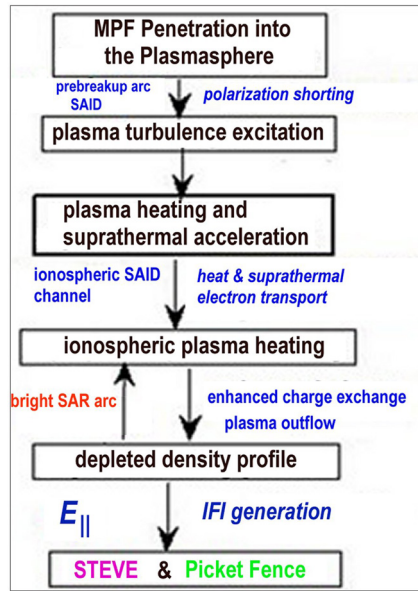 MPF Penetration into
the Plasmasphere
prebreakup arc
SAID
polarization shorting
plasma turbulence excitation
plasma heating and
suprathermal acceleration
ionospheric SAID
channel
heat & suprathermal
electron transport
ionospheric plasma heating
bright SAR arc
enhanced charge exchange
plasma outflow
depleted density profile
E||
IFI generation
STEVE & Picket Fence